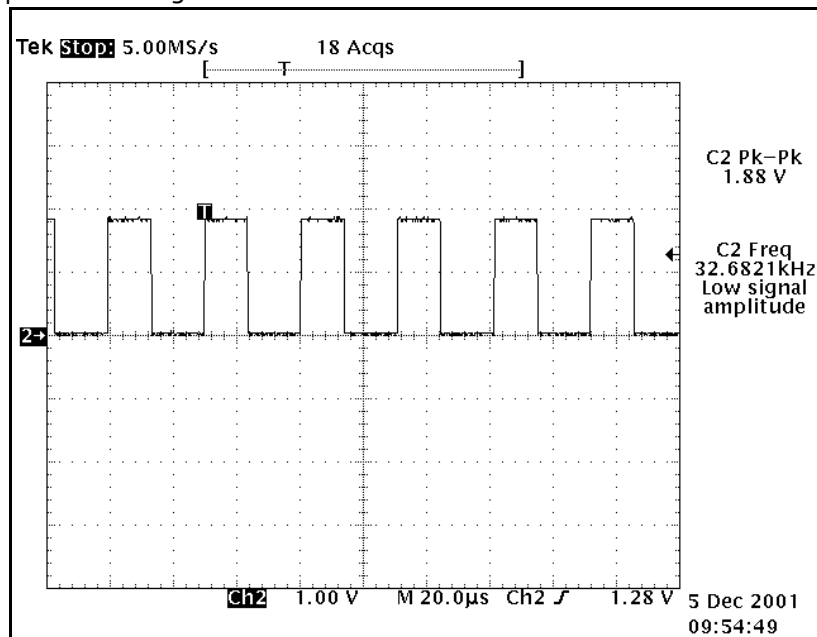 Tek Stop: 5.00MS/s 18 Acqs
[ T ]
C2 Pk-Pk
1.88 V
T
C2 Freq
32.6821kHz
Low signal
amplitude
2→
Ch2 1.00 V M 20.0µs Ch2 1.28 V
5 Dec 2001
09:54:49